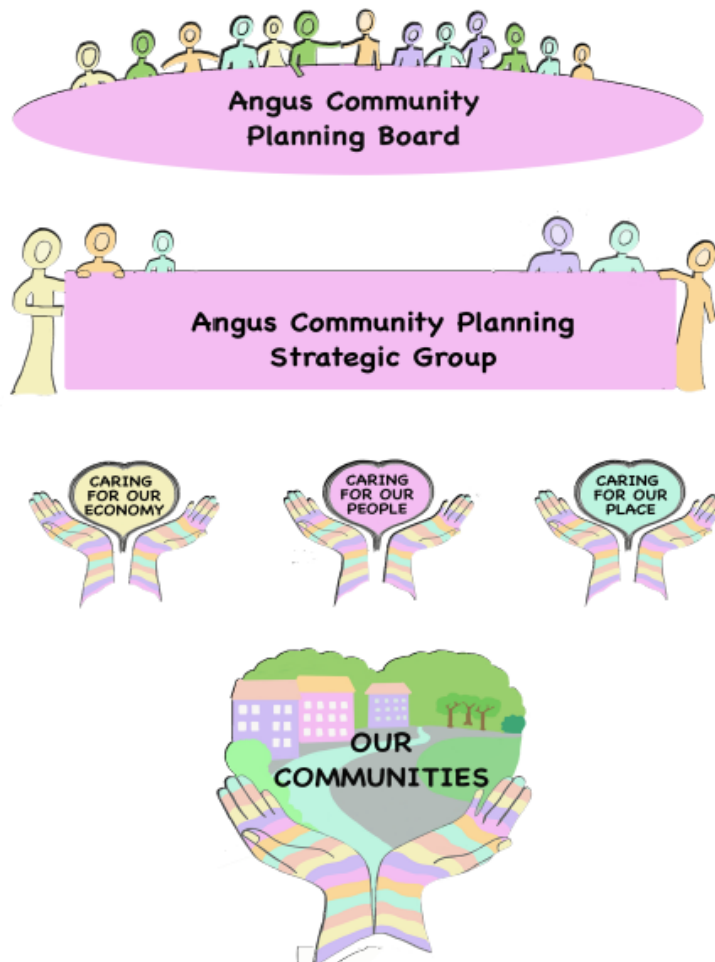 Angus Community
Planning Board
Angus Community Planning
Strategic Group
CARING
FOR OUR
ECONOMY
CARING
FOR OUR
PEOPLE
CARING
FOR OUR
PLACE
OUR
COMMUNITIES